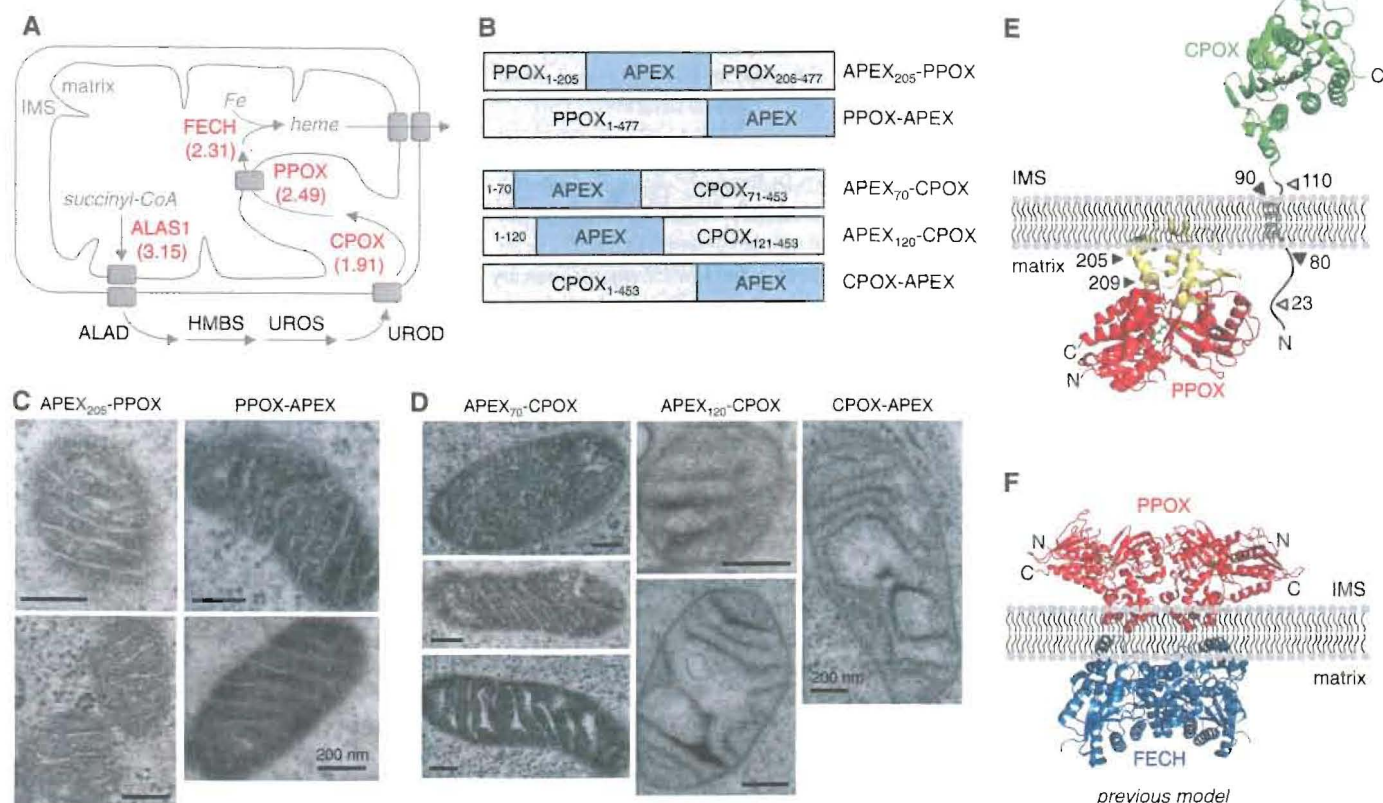 A
matrix
IMS
Fe
FECH
(2.31)
heme
PPOX
(2.49)
succinyl-CoA
ALAS1
(3.15)
CPOX
(1.91)
ALAD
HMBS
UROS
UROD
B
PPOX1-205 APEX PPOX206-477 APEX205-PPOX
PPOX1-477 APEX PPOX-APEX
1-70 APEX CPOX71-453 APEX70-CPOX
1-120 APEX CPOX121-453 APEX120-CPOX
CPOX1-453 APEX CPOX-APEX
C
APEX205-PPOX PPOX-APEX
200 nm
D
APEX70-CPOX APEX120-CPOX CPOX-APEX
200 nm
E
CPOX
C
90 110
IMS
matrix
205
209
80
23
N
C
N
PPOX
F
PPOX
N N
C C
IMS
matrix
FECH
previous model